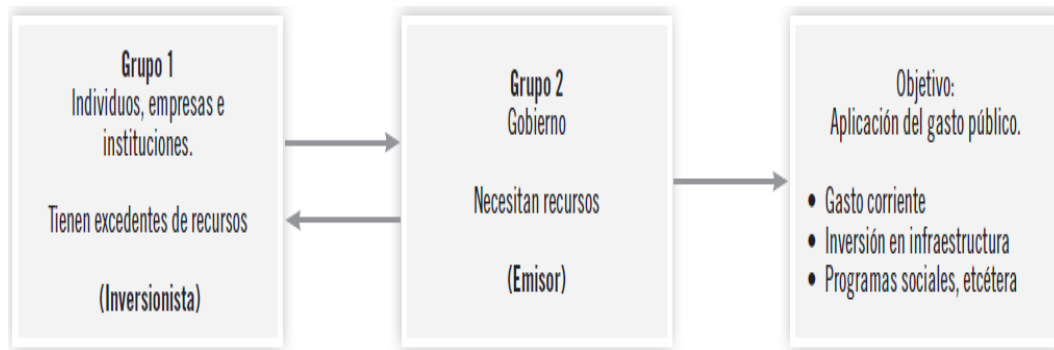 Grupo 1
Individuos, empresas e
instituciones.
Tienen excedentes de recursos
(Inversionista)
Grupo 2
Gobierno
Necesitan recursos
(Emisor)
Objetivo:
Aplicación del gasto público.
• Gasto corriente
• Inversión en infraestructura
• Programas sociales, etcétera